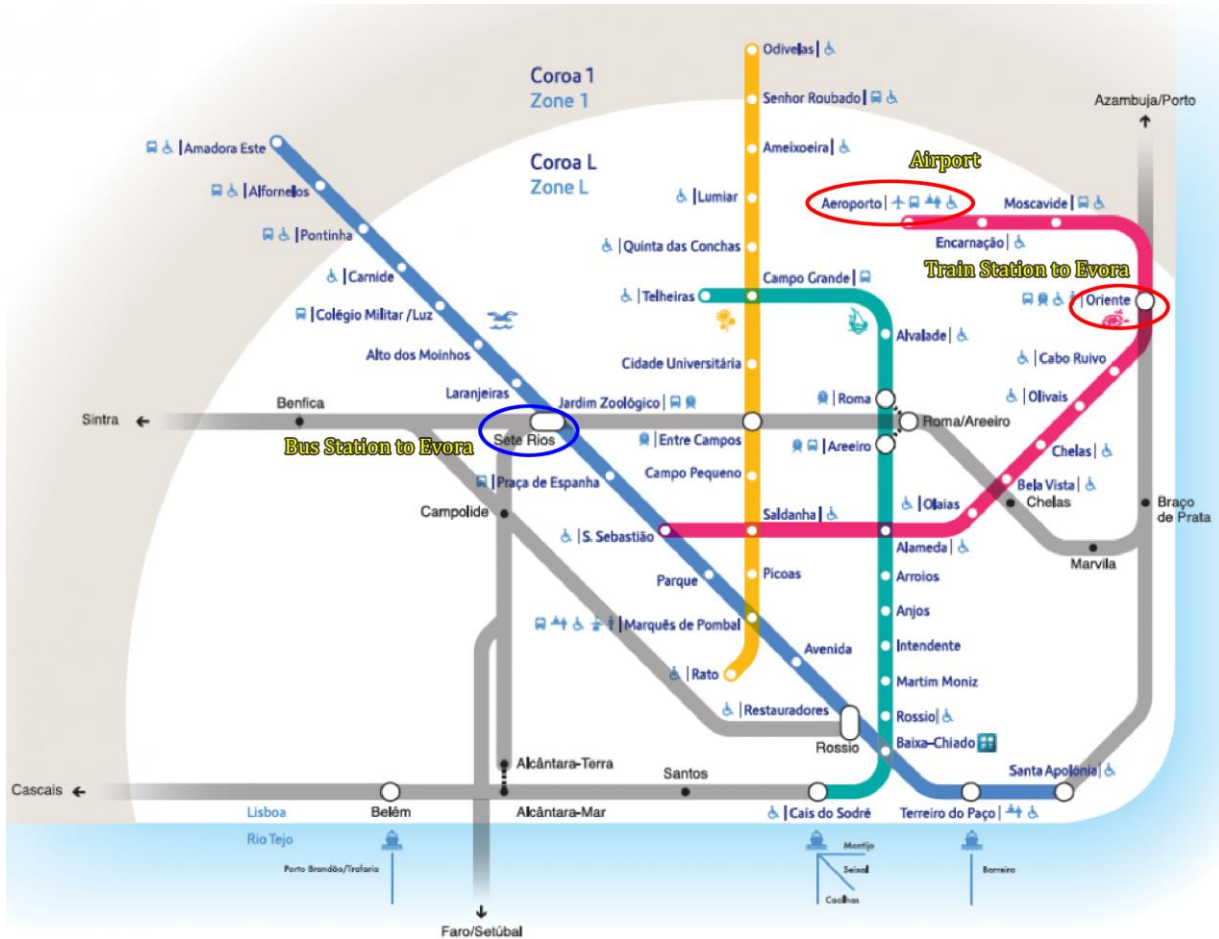 Odivelas
Coroa 1
Zone 1
Senhor Roubado
Azambuja/Porto
Amadora Este
Ameixoeira
Coroa L
Zone L
Airport
Alfornelos
Lumiar
Aeroporto
Moscavide
Pontinha
Quinta das Conchas
Encarnação
Train Station to Evora
Carnide
Campo Grande
Telheiras
Oriente
Colégio Militar /Luz
Alvalade
Alto dos Moinhos
Cidade Universitária
Cabo Ruivo
Laranjeiras
Jardim Zoológico
Roma
Olivais
Benfica
Sintra
Roma/Areeiro
Bus Station to Evora
Sete Rios
Entre Campos
Areeiro
Chelas
Praça de Espanha
Campo Pequeno
Bela Vista
Campolide
Saldanha
Olaias
Chelas
Braço
de Prata
S. Sebastião
Alameda
Marvila
Parque
Picoas
Arroios
Anjos
Marquês de Pombal
Avenida
Intendente
Rato
Martim Moniz
Restauradores
Rossio
Rossio
Baixa-Chiado
Alcântara-Terra
Santos
Santa Apolónia
Cascais
Lisboa
Belém
Alcântara-Mar
Cais do Sodré
Terreiro do Paço
Rio Tejo
Porto Brandão/Trafaria
Montijo
Seixal
Cacilhas
Barreiro
Faro/Setúbal